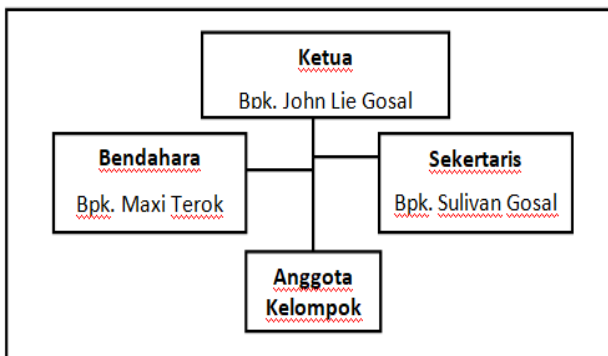 Ketua
Bpk. John Lie Gosal
Bendahara
Bpk. Maxi Terok
Sekertaris
Bpk. Sulivan Gosal
Anggota
Kelompok